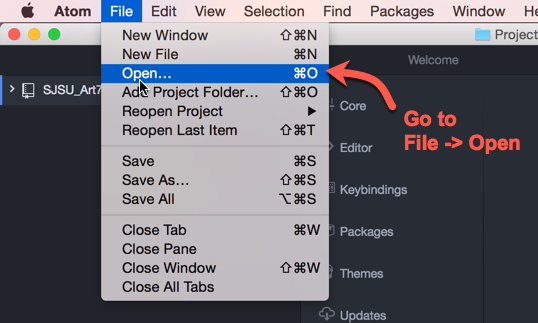 Atom File Edit View Selection Find Packages Window He
Project
New Window ⇧⌘N
New File ⌘N
Open... ⌘O
Add Project Folder... ⇧⌘O
Reopen Project ▶
Reopen Last Item ⇧⌘T
Save ⌘S
Save As... ⇧⌘S
Save All ⌥⌘S
Close Tab ⌘W
Close Pane
Close Window ⇧⌘W
Close All Tabs
SJSU_Art7
Welcome
Core
Editor
Keybindings
Packages
Themes
Updates
Go to
File -> Open